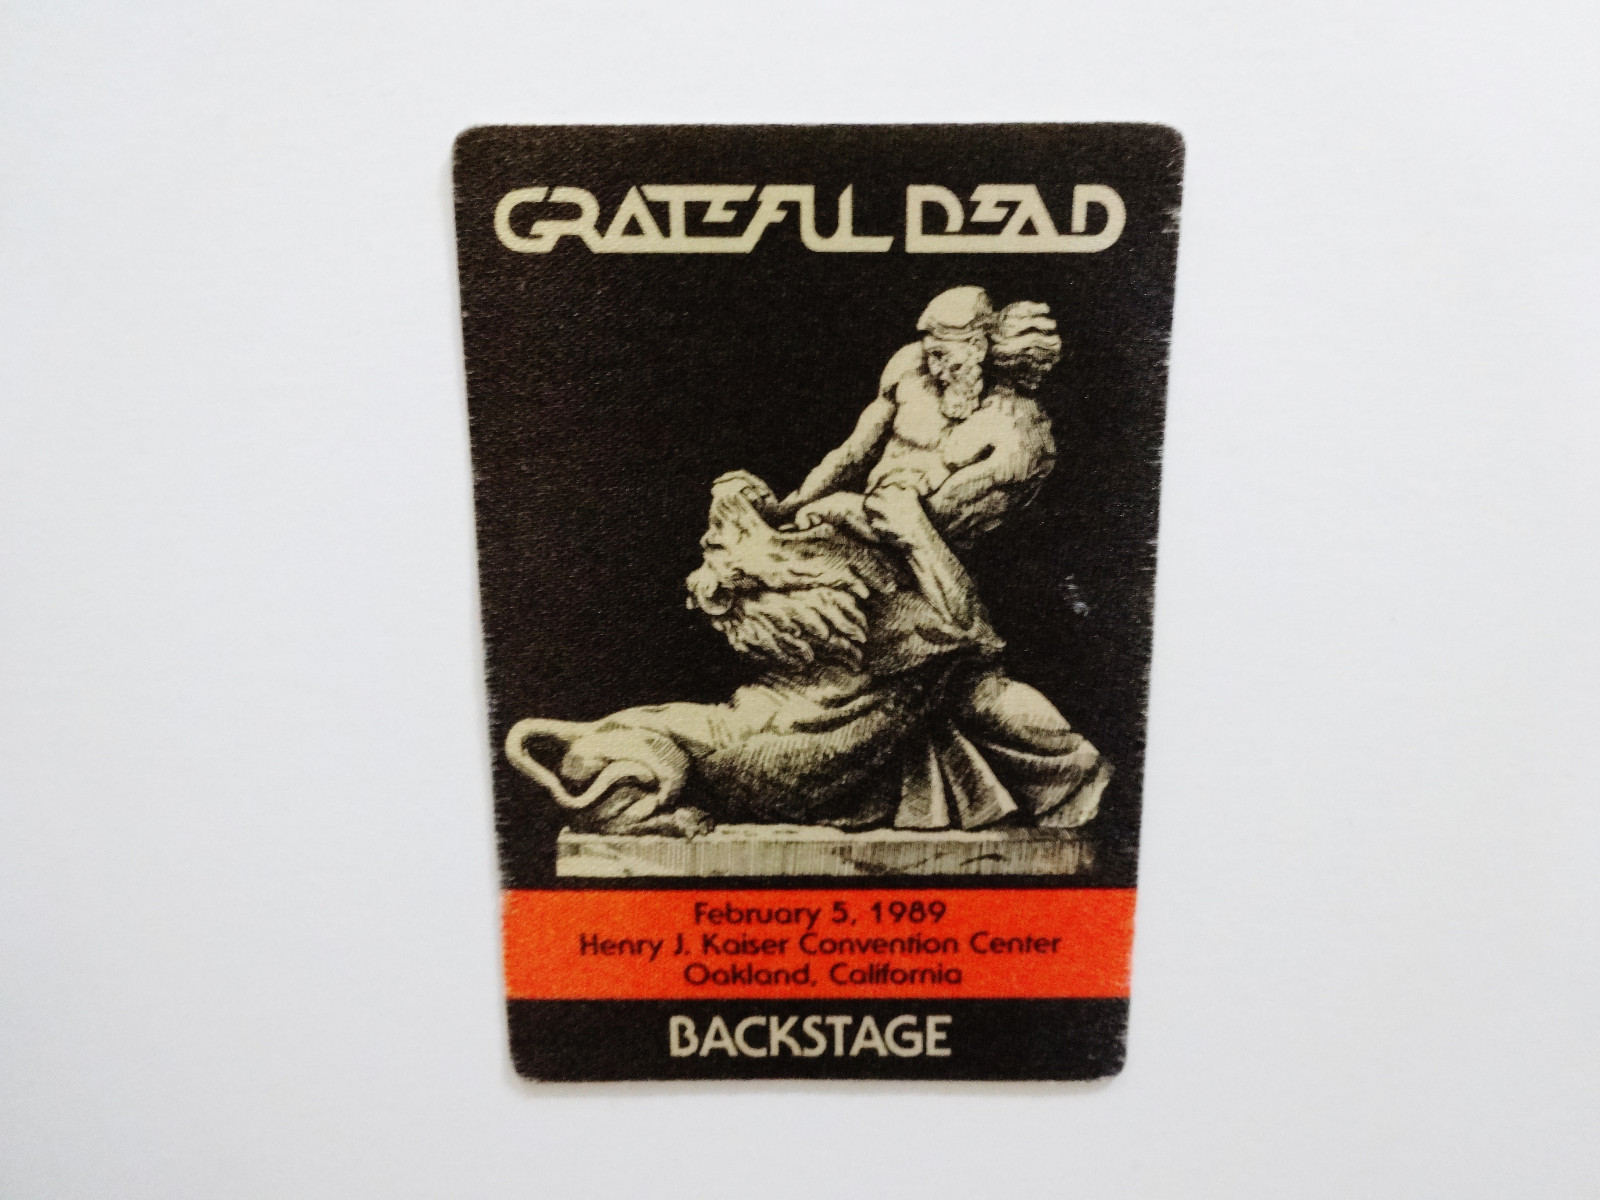 GRATEFUL DEAD
February 5, 1989
Henry J. Kaiser Convention Center
Oakland, California
BACKSTAGE